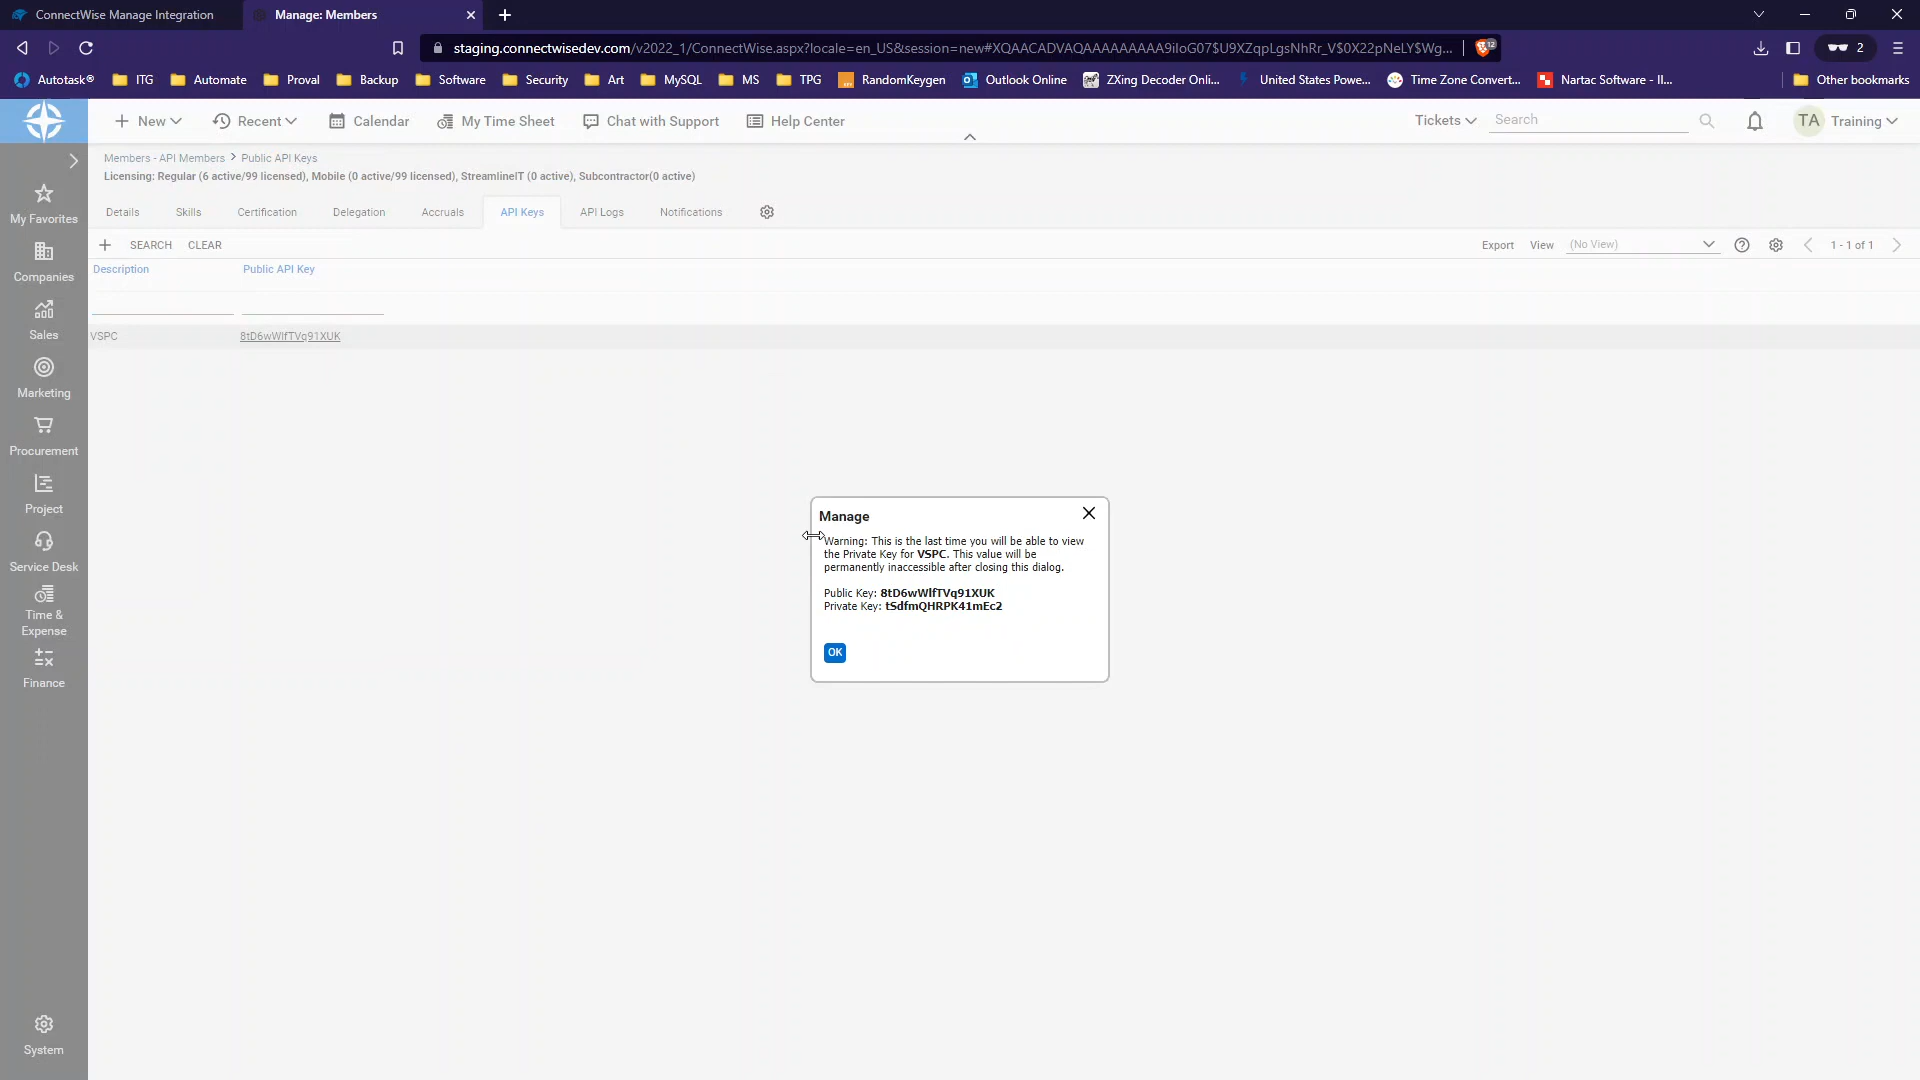 ConnectWise Manage Integration
Manage: Members
staging.connectwisedev.com/v2022_1/ConnectWise.aspx?locale=en_US&session=new#XQAACADVAQAAAAAAAAA9iIoG07$U9XZqpLgsNhRr_V$0X22pNeLY$Wg...
12
2
Autotask®
ITG
Automate
Proval
Backup
Software
Security
Art
MySQL
MS
TPG
RandomKeygen
Outlook Online
ZXing Decoder Onli...
United States Powe...
Time Zone Convert...
Nartac Software - II...
Other bookmarks
New
Recent
Calendar
My Time Sheet
Chat with Support
Help Center
Tickets
Search
TA
Training
Members - API Members > Public API Keys
Licensing: Regular (6 active/99 licensed), Mobile (0 active/99 licensed), StreamlineIT (0 active), Subcontractor(0 active)
Details
Skills
Certification
Delegation
Accruals
API Keys
API Logs
Notifications
SEARCH
CLEAR
Export
View
(No View)
1 - 1 of 1
Description
Public API Key
VSPC
8tD6wWlfTVq91XUK
My Favorites
Companies
Sales
Marketing
Procurement
Project
Service Desk
Time &
Expense
Finance
System
Manage
Warning: This is the last time you will be able to view
the Private Key for VSPC. This value will be
permanently inaccessible after closing this dialog.
Public Key: 8tD6wWlfTVq91XUK
Private Key: tSdfmQHRPK41mEc2
OK